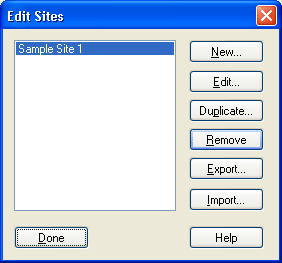 Edit Sites
Sample Site 1
New...
Edit...
Duplicate...
Remove
Export...
Import...
Done
Help